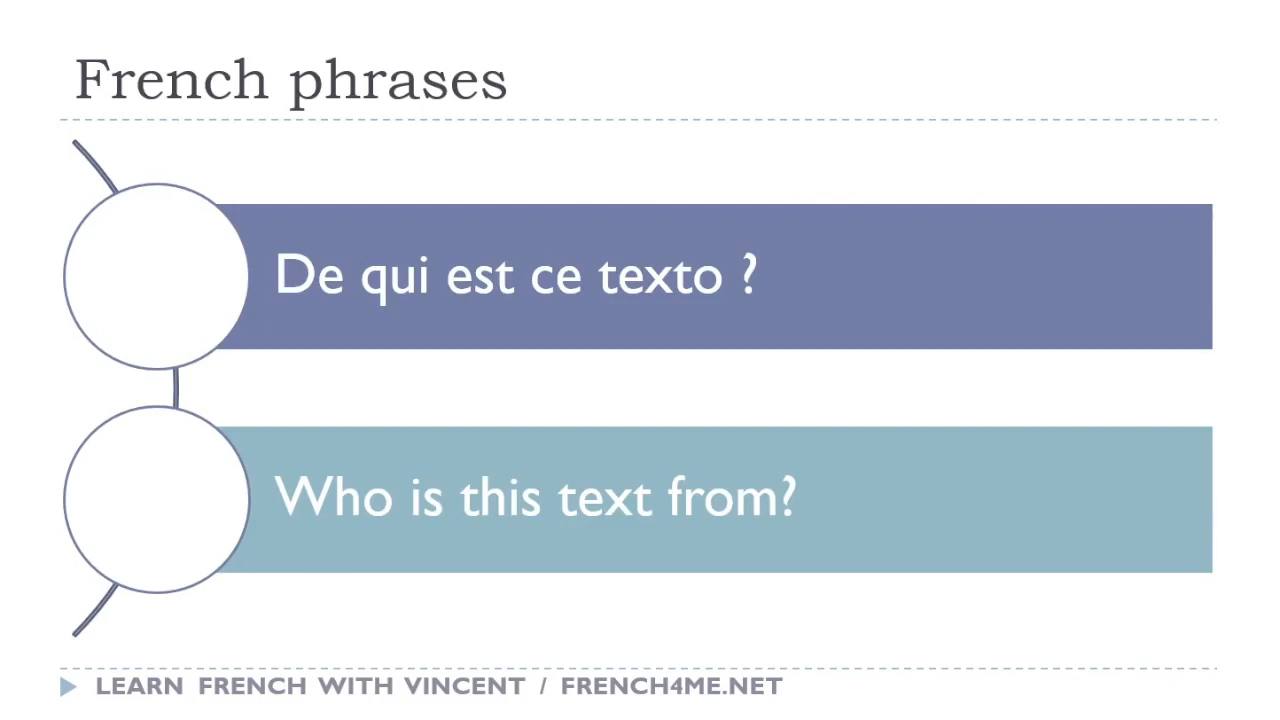 French phrases
De qui est ce texto ?
Who is this text from?
LEARN FRENCH WITH VINCENT / FRENCH4ME.NET